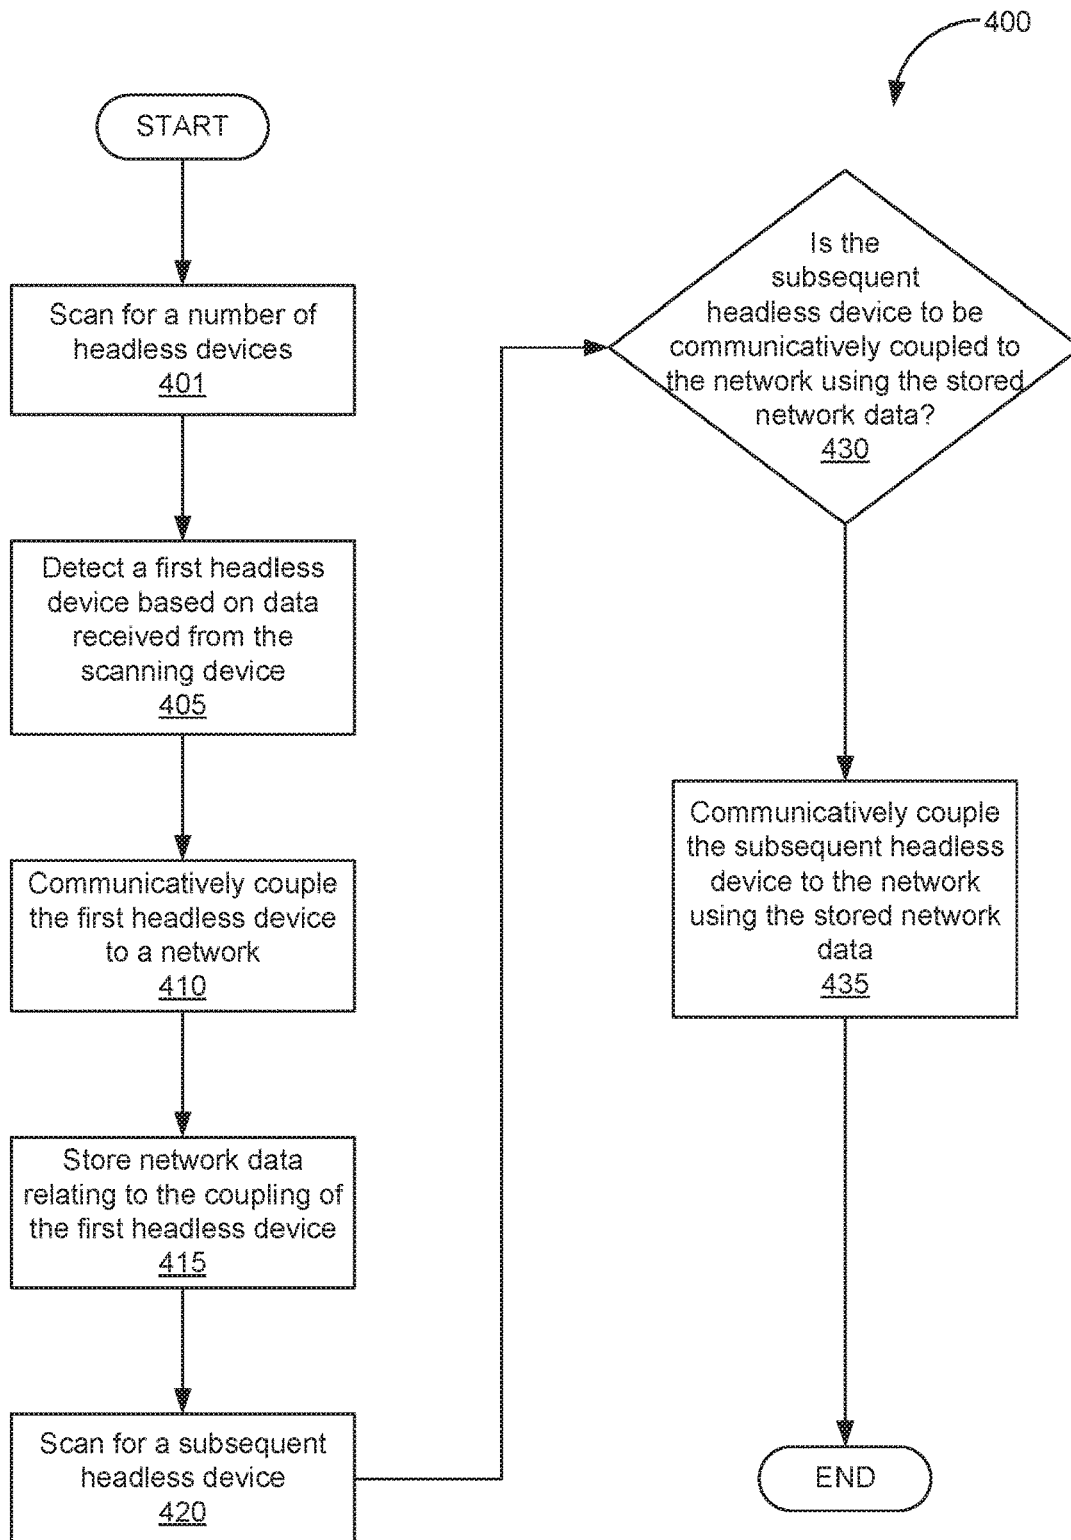 400
START
Scan for a number of
headless devices
401
Detect a first headless
device based on data
received from the
scanning device
405
Communicatively couple
the first headless device
to a network
410
Store network data
relating to the coupling of
the first headless device
415
Scan for a subsequent
headless device
420
Is the
subsequent
headless device to be
communicatively coupled to
the network using the stored
network data?
430
Communicatively couple
the subsequent headless
device to the network
using the stored network
data
435
END